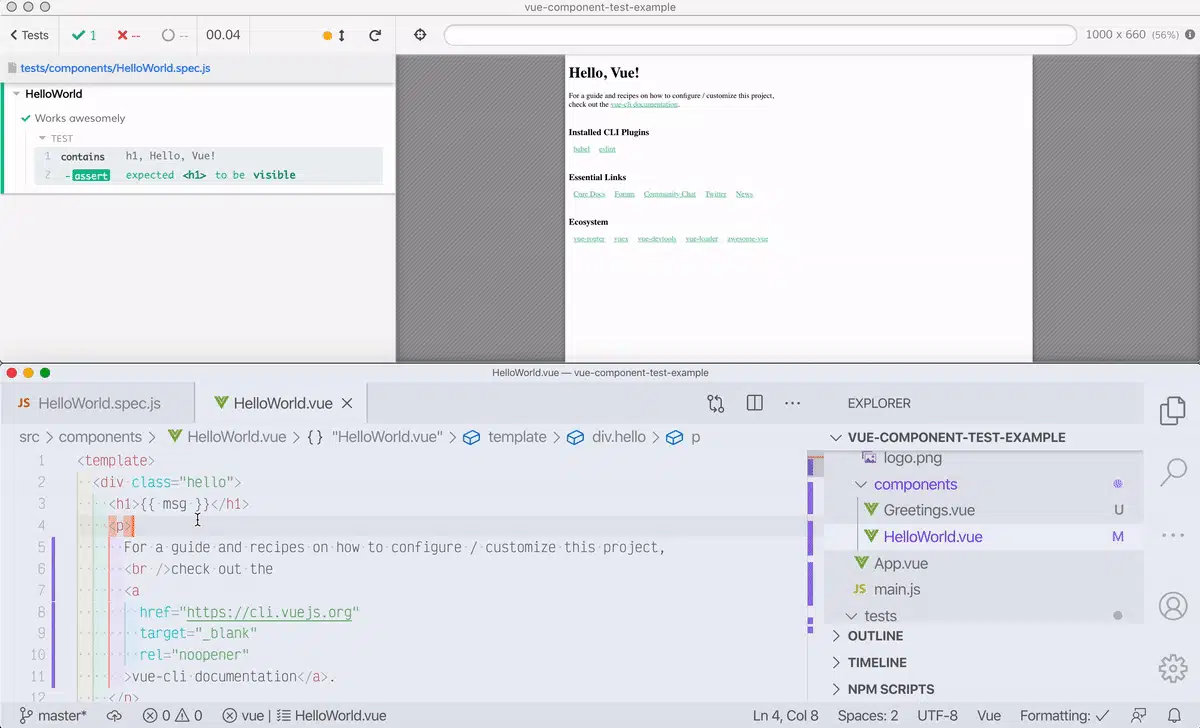 vue-component-test-example
Tests 1 -- -- 00.04 1000 x 660 (56%)
tests/components/HelloWorld.spec.js
HelloWorld
Works awesomely
TEST
1 contains h1, Hello, Vue!
2 -assert expected <h1> to be visible
Hello, Vue!
For a guide and recipes on how to configure / customize this project,
check out the vue-cli documentation.
Installed CLI Plugins
babel eslint
Essential Links
Core Docs Forum Community Chat Twitter News
Ecosystem
vue-router vuex vue-devtools vue-loader awesome-vue
HelloWorld.vue — vue-component-test-example
JS HelloWorld.spec.js HelloWorld.vue
src > components > HelloWorld.vue > {} "HelloWorld.vue" > template > div.hello > p
1 <template>
2 <div class="hello">
3 <h1>{{ msg }}</h1>
4 <p>
5 For a guide and recipes on how to configure / customize this project,
6 <br />check out the
7 <a
8 href="https://cli.vuejs.org"
9 target="_blank"
10 rel="noopener"
11 >vue-cli documentation</a>.
12 </p>
EXPLORER
VUE-COMPONENT-TEST-EXAMPLE
logo.png
components
Greetings.vue U
HelloWorld.vue M
App.vue
JS main.js
tests
OUTLINE
TIMELINE
NPM SCRIPTS
master* 0 0 vue | HelloWorld.vue Ln 4, Col 8 Spaces: 2 UTF-8 Vue Formatting: ✓